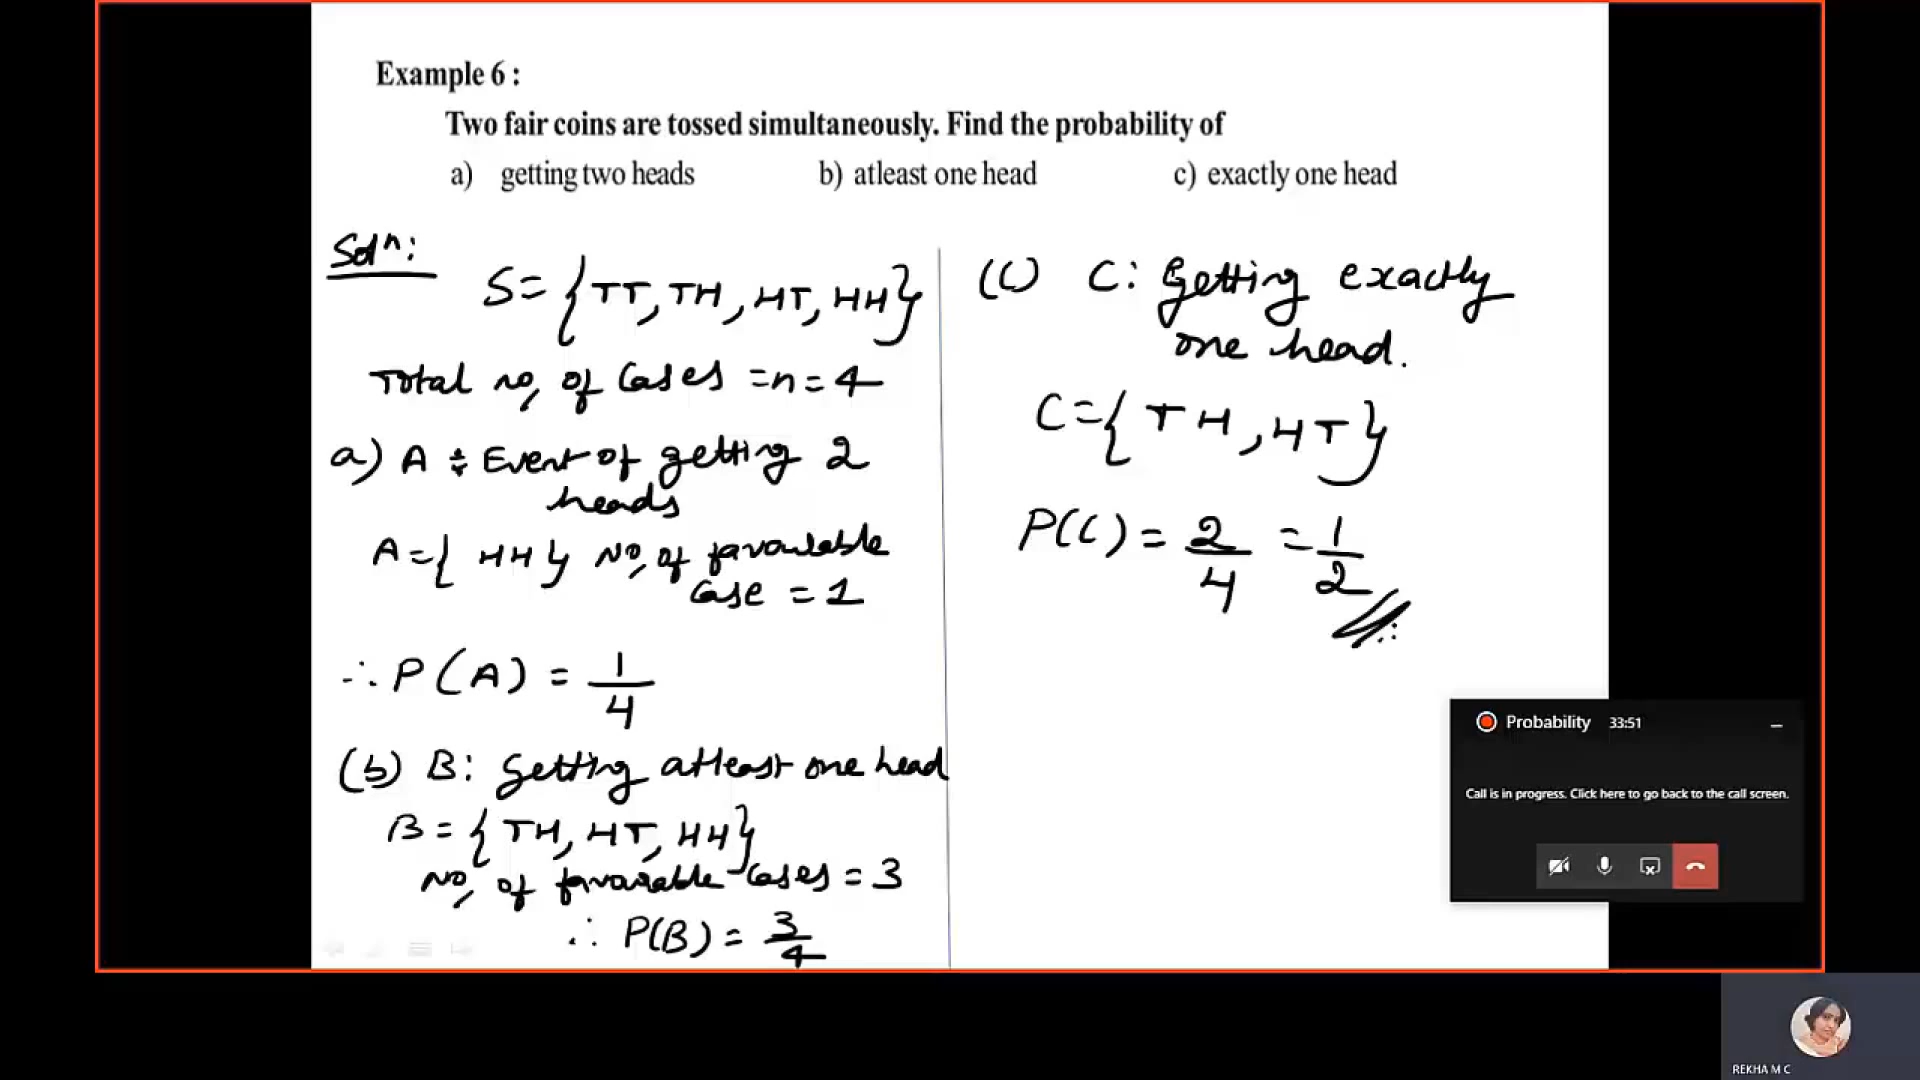 Example 6 :
Two fair coins are tossed simultaneously. Find the probability of
a) getting two heads b) atleast one head c) exactly one head
Soln:
S = {TT, TH, HT, HH}
Total no, of Cases = n = 4
a) A : Event of getting 2
heads
A = { HH} No, of favourable
Case = 1
∴ P(A) = 1/4
(b) B: Getting atleast one head
B = {TH, HT, HH}
No, of favourable Cases = 3
∴ P(B) = 3/4
(c) C: Getting exactly
one head.
C = { TH, HT}
P(C) = 2/4 = 1/2
Probability 33:51
Call is in progress. Click here to go back to the call screen.
REKHA M C